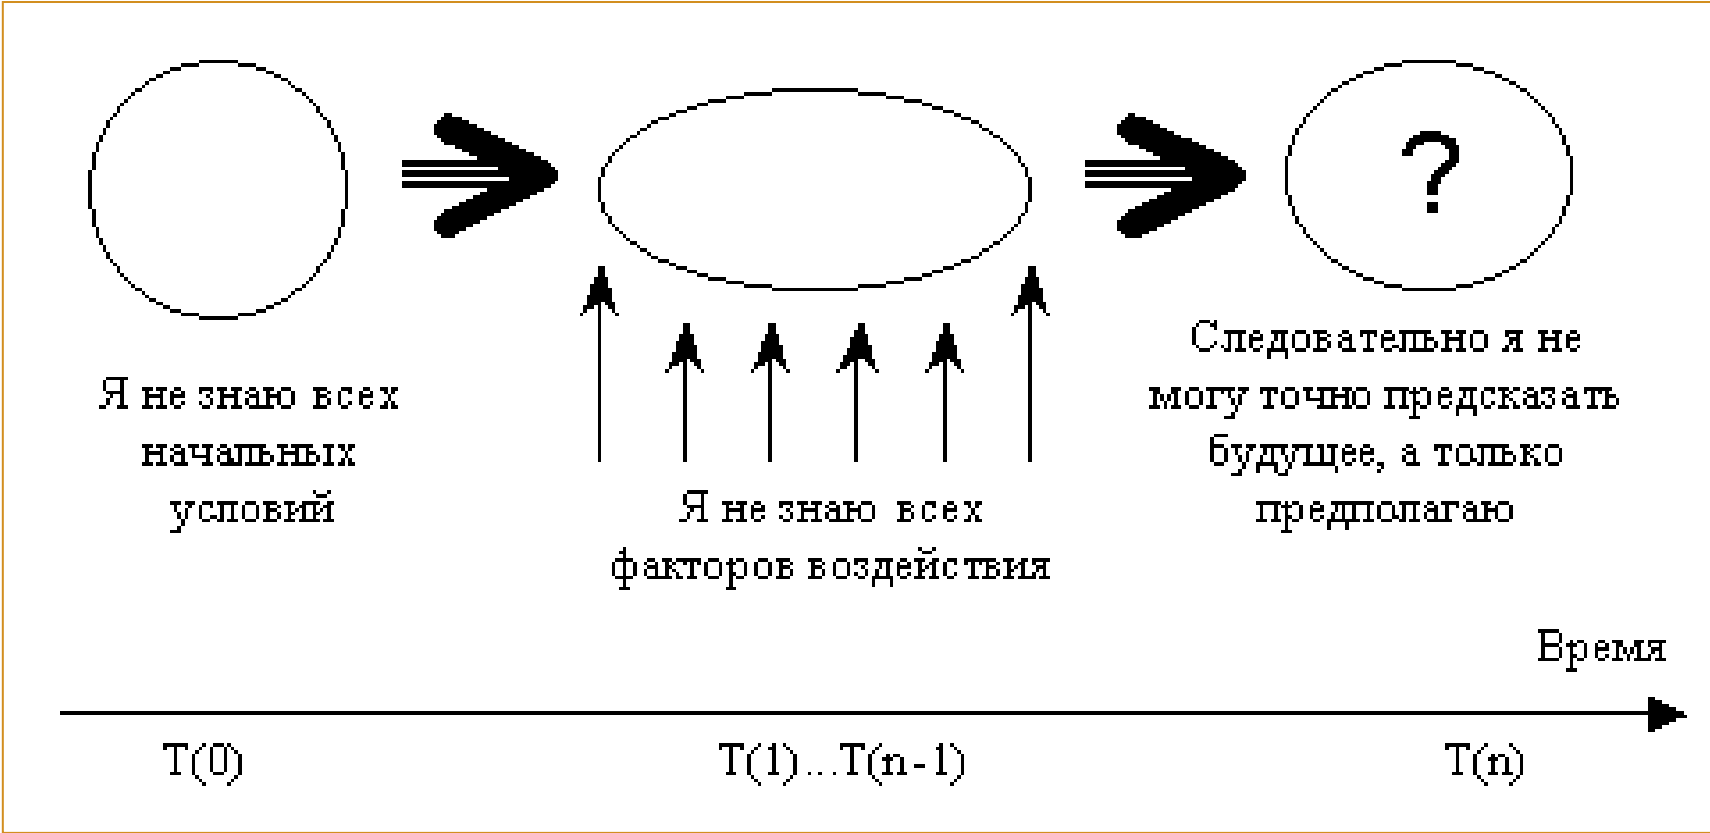 ?
Я не знаю всех
начальных
условий
Я не знаю всех
факторов воздействия
Следовательно я не
могу точно предсказать
будущее, а только
предполагаю
Время
T(0)
T(1)...T(n-1)
T(n)